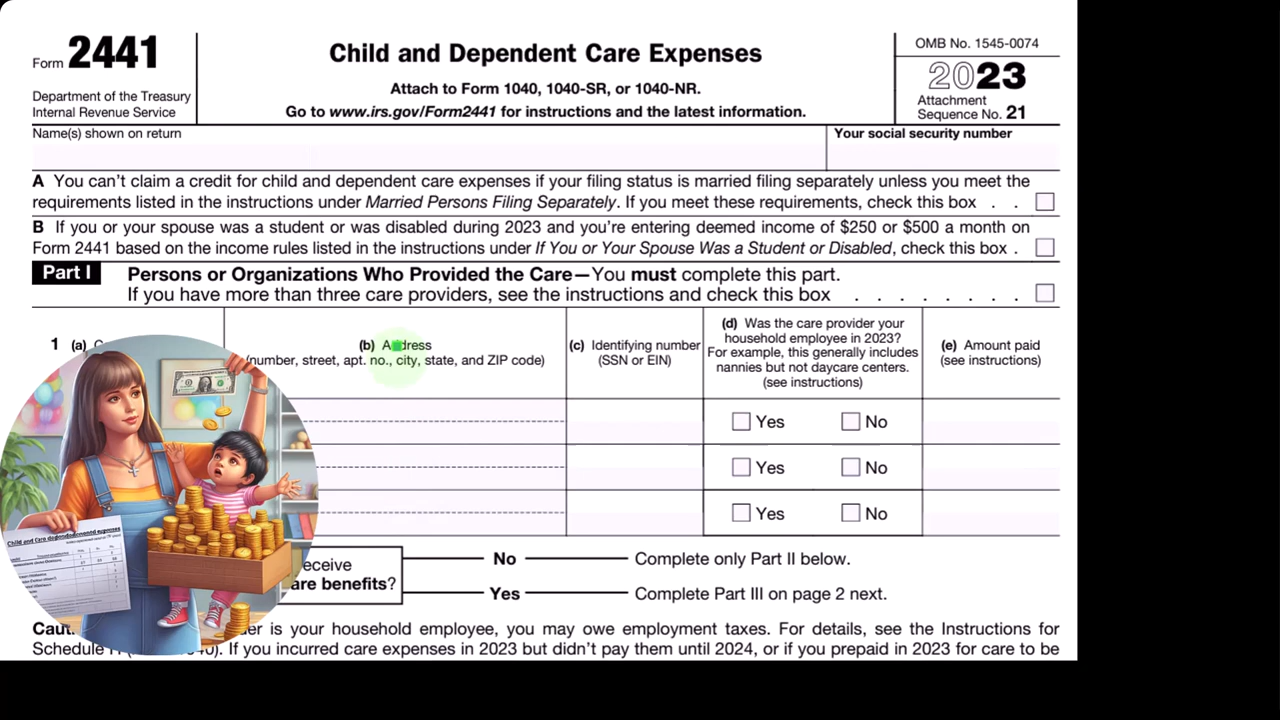 Form 2441
Department of the Treasury
Internal Revenue Service
Child and Dependent Care Expenses
Attach to Form 1040, 1040-SR, or 1040-NR.
Go to www.irs.gov/Form2441 for instructions and the latest information.
OMB No. 1545-0074
2023
Attachment
Sequence No. 21
Name(s) shown on return
Your social security number
A You can't claim a credit for child and dependent care expenses if your filing status is married filing separately unless you meet the
requirements listed in the instructions under Married Persons Filing Separately. If you meet these requirements, check this box . .
B If you or your spouse was a student or was disabled during 2023 and you're entering deemed income of $250 or $500 a month on
Form 2441 based on the income rules listed in the instructions under If You or Your Spouse Was a Student or Disabled, check this box .
Part I Persons or Organizations Who Provided the Care—You must complete this part.
If you have more than three care providers, see the instructions and check this box . . . . . . . .
1 (a)
(b) Address
(number, street, apt. no., city, state, and ZIP code)
(c) Identifying number
(SSN or EIN)
(d) Was the care provider your
household employee in 2023?
For example, this generally includes
nannies but not daycare centers.
(see instructions)
(e) Amount paid
(see instructions)
Yes No
Yes No
Yes No
care benefits?
No Complete only Part II below.
Yes Complete Part III on page 2 next.
is your household employee, you may owe employment taxes. For details, see the Instructions for
Schedule If you incurred care expenses in 2023 but didn't pay them until 2024, or if you prepaid in 2023 for care to be
Child and Care